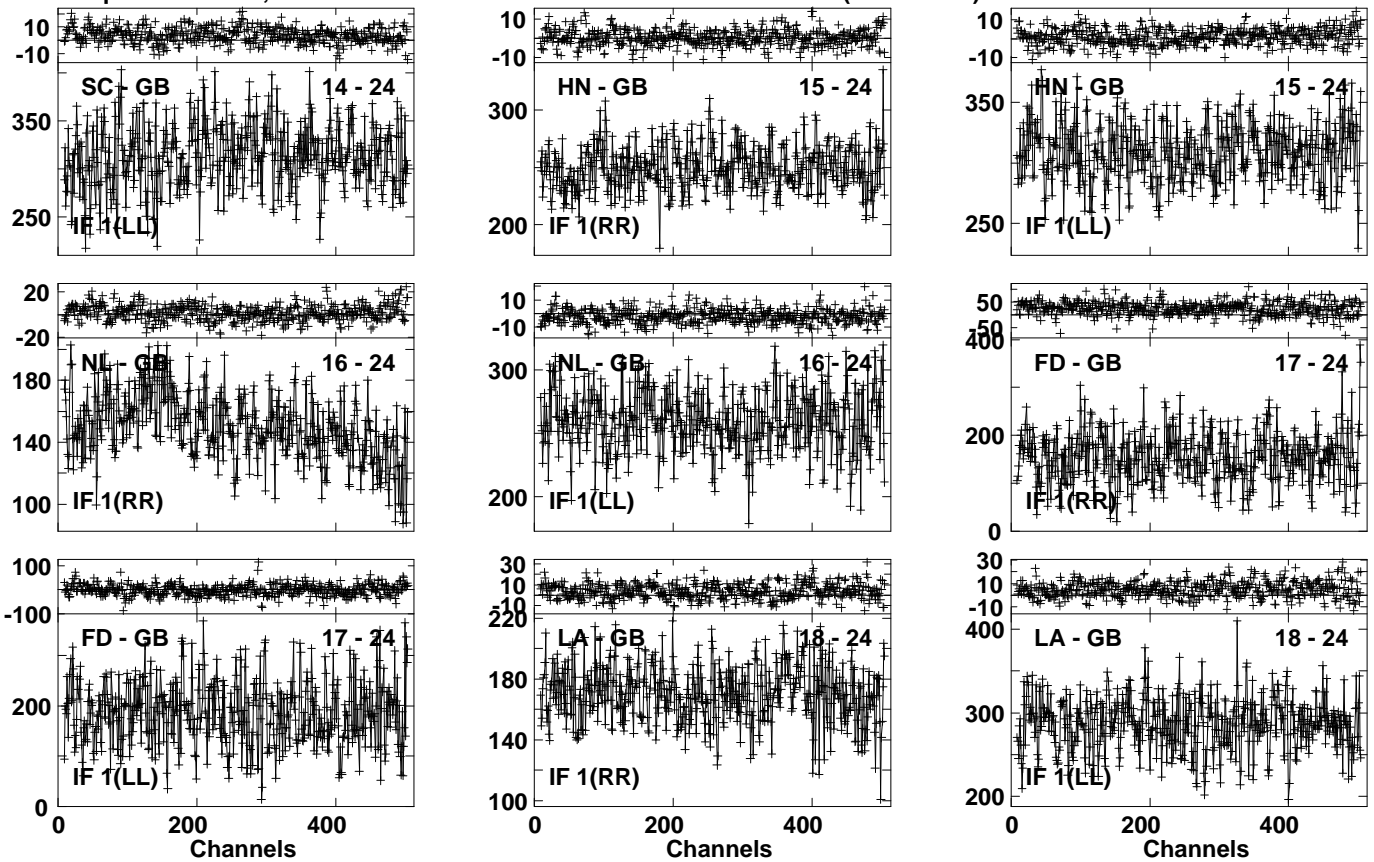 10
-10
SC - GB 14 - 24
350
250
IF 1(LL)
10
-10
HN - GB 15 - 24
300
200
IF 1(RR)
10
-10
HN - GB 15 - 24
350
250
IF 1(LL)
20
-20
NL - GB 16 - 24
180
140
100
IF 1(RR)
10
-10
NL - GB 16 - 24
300
200
IF 1(LL)
50
-50
400
FD - GB 17 - 24
200
0
IF 1(RR)
100
-100
FD - GB 17 - 24
200
0
IF 1(LL)
0 200 400
Channels
30
10
-10
220
LA - GB 18 - 24
180
140
100
IF 1(RR)
0 200 400
Channels
30
10
-10
400
LA - GB 18 - 24
300
200
IF 1(LL)
0 200 400
Channels